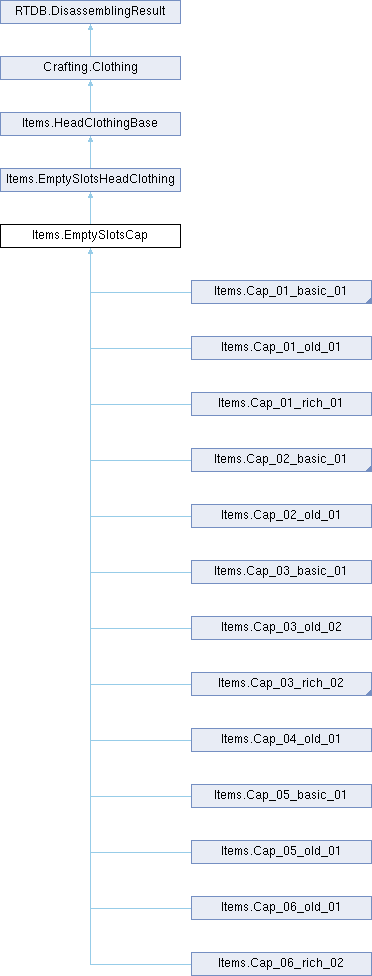 RTDB.DisassemblingResult
Crafting.Clothing
Items.HeadClothingBase
Items.EmptySlotsHeadClothing
Items.EmptySlotsCap
Items.Cap_01_basic_01
Items.Cap_01_old_01
Items.Cap_01_rich_01
Items.Cap_02_basic_01
Items.Cap_02_old_01
Items.Cap_03_basic_01
Items.Cap_03_old_02
Items.Cap_03_rich_02
Items.Cap_04_old_01
Items.Cap_05_basic_01
Items.Cap_05_old_01
Items.Cap_06_old_01
Items.Cap_06_rich_02